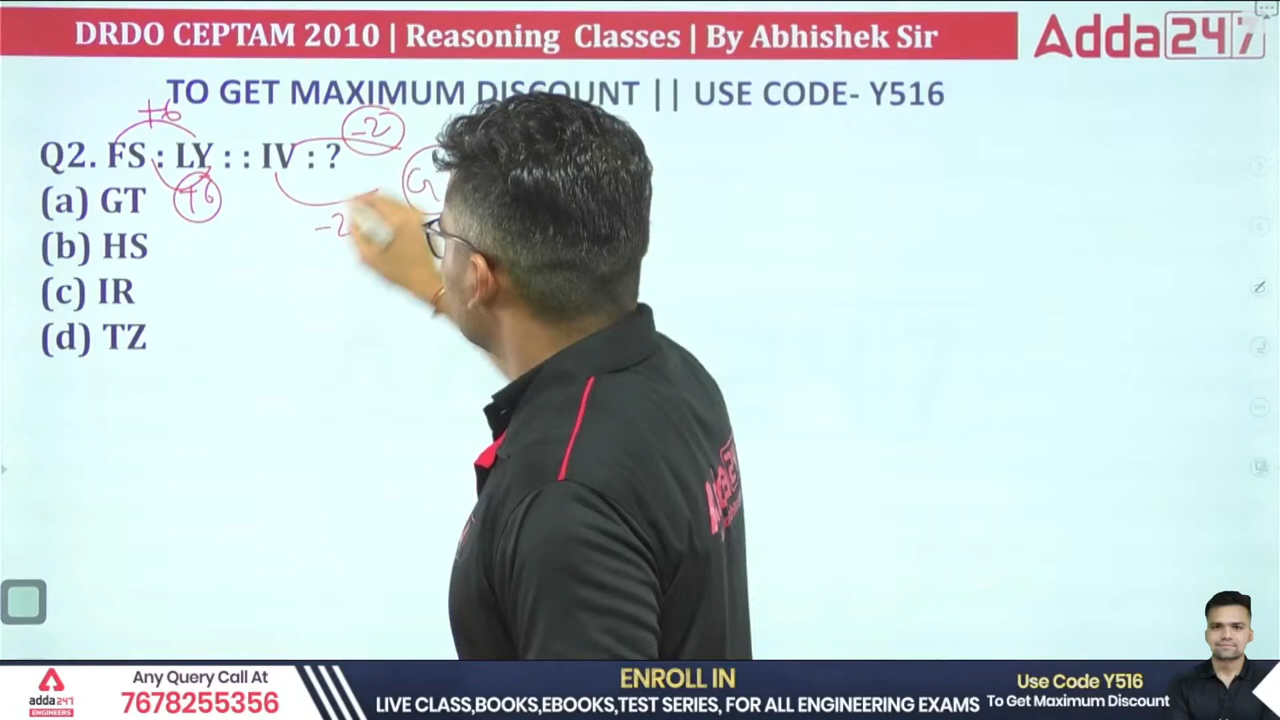 DRDO CEPTAM 2010 | Reasoning Classes | By Abhishek Sir
Adda247
TO GET MAXIMUM DISCOUNT || USE CODE- Y516
+6
-2
Q2. FS : LY : : IV : ?
G
(a) GT
+6
-2
(b) HS
(c) IR
(d) TZ
adda247
ENGINEERS
Any Query Call At
7678255356
ENROLL IN
LIVE CLASS,BOOKS,EBOOKS,TEST SERIES, FOR ALL ENGINEERING EXAMS
Use Code Y516
To Get Maximum Discount